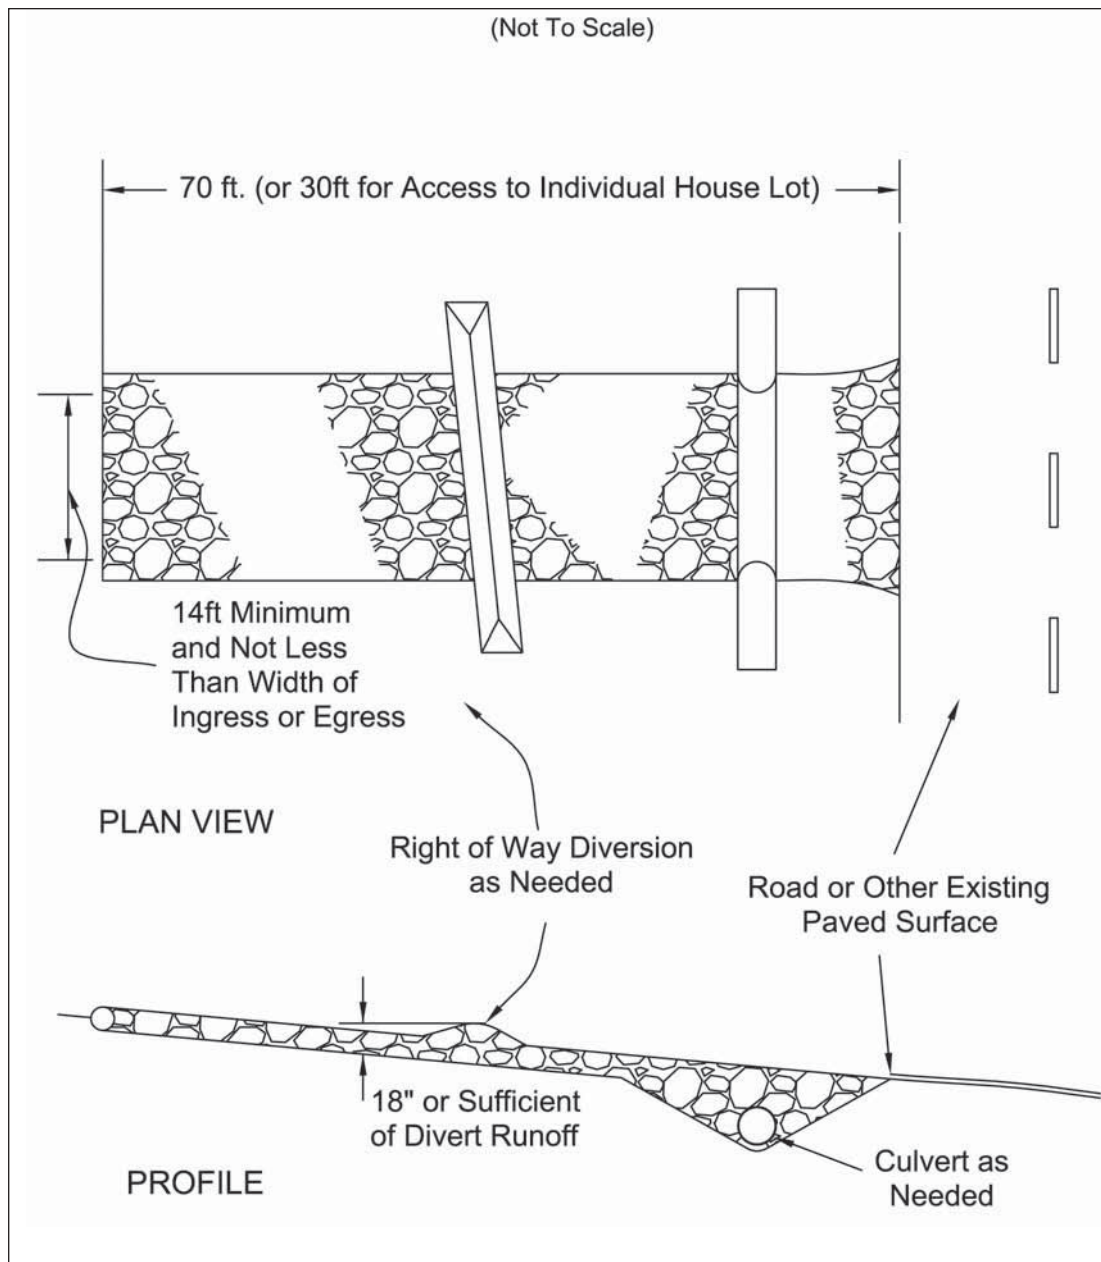 (Not To Scale)
70 ft. (or 30ft for Access to Individual House Lot)
14ft Minimum
and Not Less
Than Width of
Ingress or Egress
PLAN VIEW
Right of Way Diversion
as Needed
Road or Other Existing
Paved Surface
18" or Sufficient
of Divert Runoff
Culvert as
Needed
PROFILE